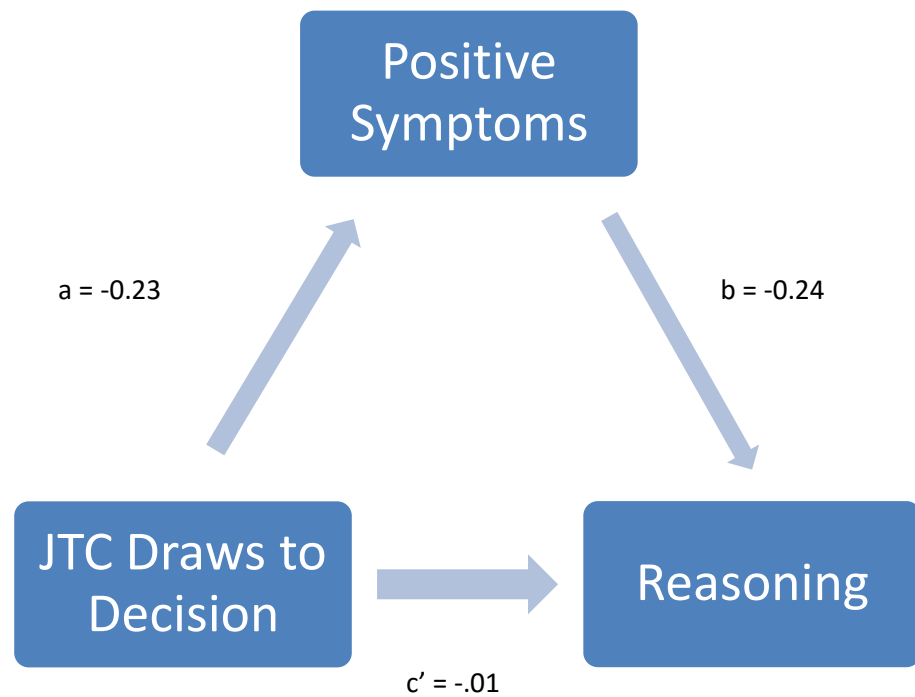 Positive
Symptoms
a = -0.23
b = -0.24
JTC Draws to
Decision
Reasoning
c’ = -.01